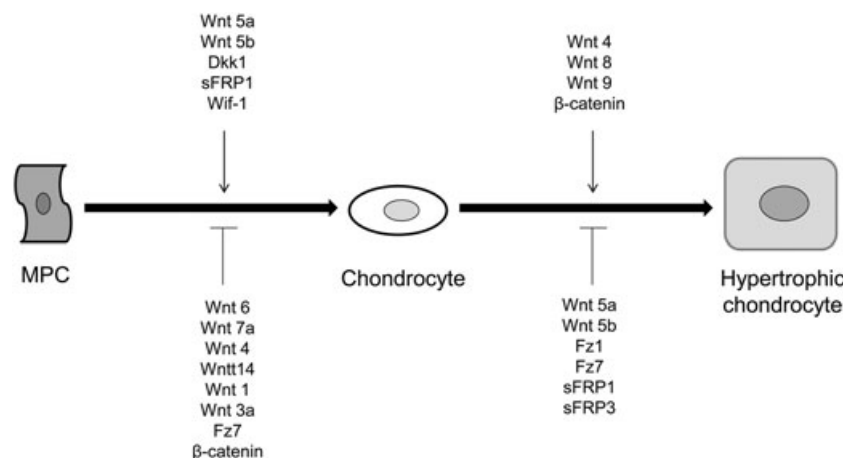 Wnt 5a
Wnt 5b
Dkk1
sFRP1
Wif-1
Wnt 4
Wnt 8
Wnt 9
β-catenin
MPC
Chondrocyte
Hypertrophic
chondrocyte
Wnt 6
Wnt 7a
Wnt 4
Wntt14
Wnt 1
Wnt 3a
Fz7
β-catenin
Wnt 5a
Wnt 5b
Fz1
Fz7
sFRP1
sFRP3